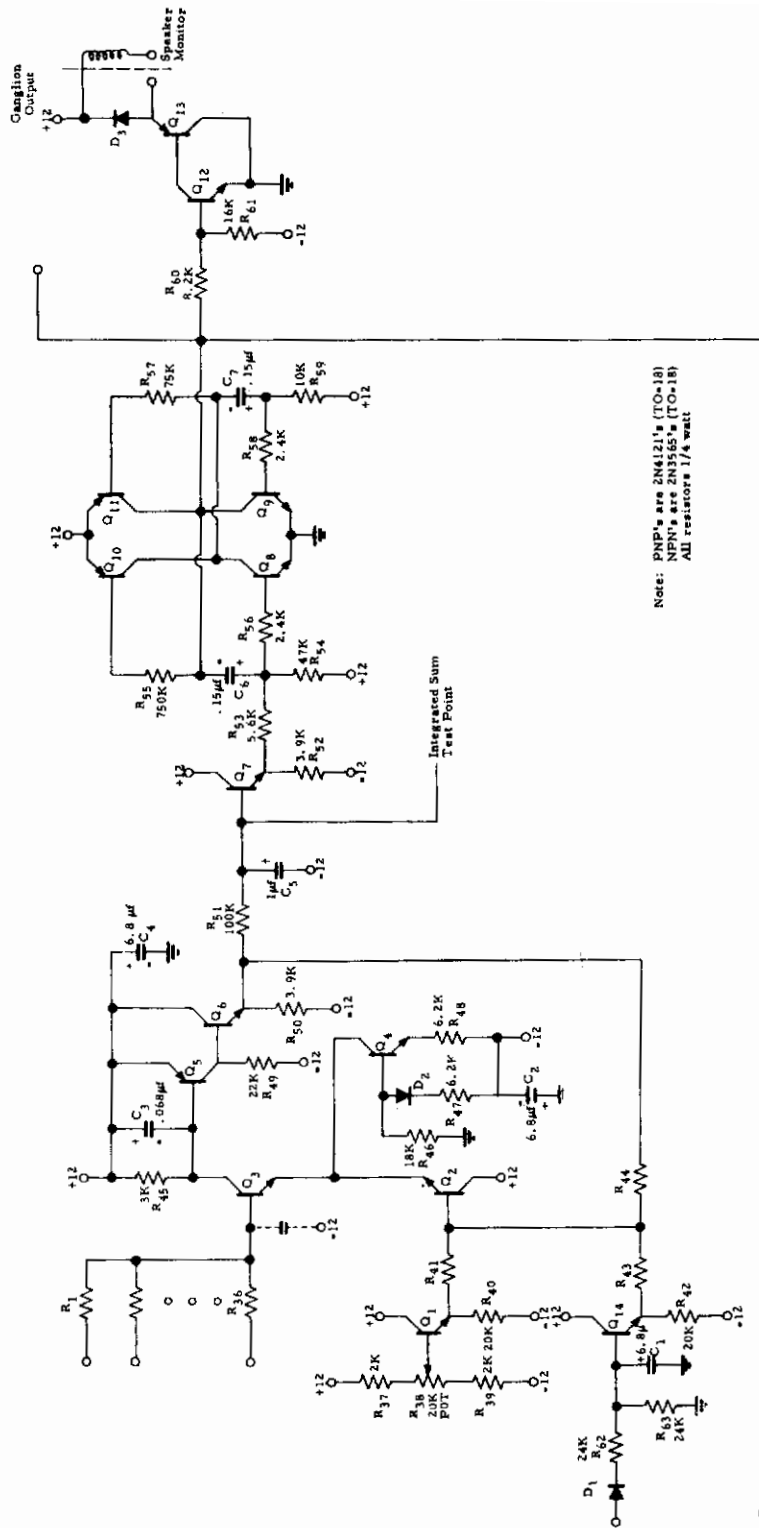 Ganglion
Output
+12
Speaker
Monitor
D3
Q13
Q12
16K
R61
-12
R60
8.2K
R57
75K
C7
.15µf
-
+
10K
R59
+12
R58
2.4K
+12
Q11
Q10
Q9
Q8
R56
2.4K
R55
750K
.15µf
C6
-
+
47K
R54
+12
R53
5.6K
3.9K
R52
-12
+12
Q7
Integrated Sum
Test Point
1µf
C5
+
-12
R51
100K
6.8 µf
C4
+
-
Q6
3.9K
R50
-12
Q5
22K
R49
-12
C3
.068µf
+
-
+12
3K
R45
Q3
-12
Q4
6.2K
R48
-12
D2
6.2K
R47
18K
R46
6.8µf
C2
-
+
Q2
+12
R44
R1
R36
R41
R43
+12
Q1
20K
R40
-12
+12
2K
R37
R38
20K
POT
2K
R39
-12
+12
Q14
20K
R42
-12
+6.8µ
C1
24K
R62
R63
24K
D1
Note: PNP's are 2N4121's (TO-18)
NPN's are 2N3565's (TO-18)
All resistors 1/4 watt